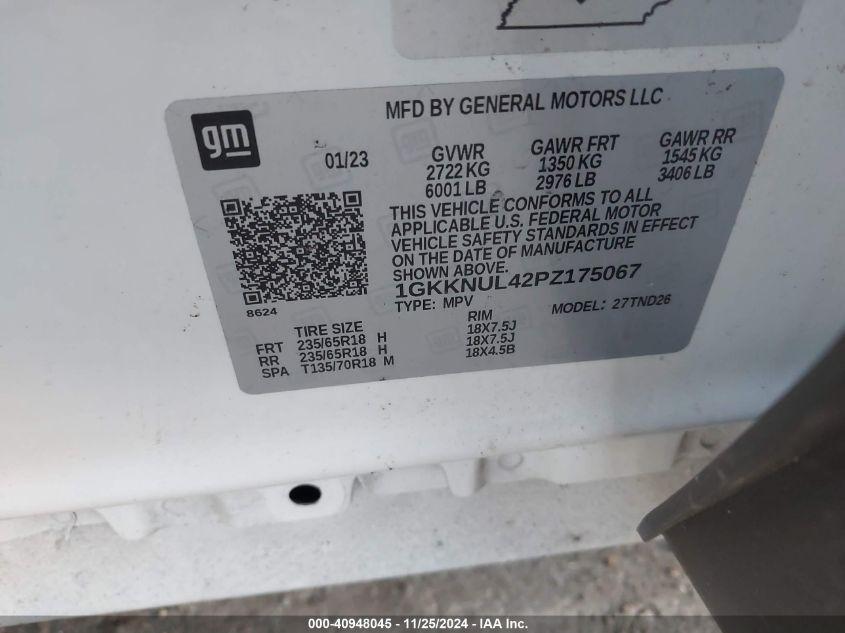 MFD BY GENERAL MOTORS LLC
gm
01/23
GVWR
2722 KG
6001 LB
GAWR FRT
1350 KG
2976 LB
GAWR RR
1545 KG
3406 LB
THIS VEHICLE CONFORMS TO ALL
APPLICABLE U.S. FEDERAL MOTOR
VEHICLE SAFETY STANDARDS IN EFFECT
ON THE DATE OF MANUFACTURE
SHOWN ABOVE.
1GKKNUL42PZ175067
TYPE: MPV MODEL: 27TND26
8624
TIRE SIZE RIM
FRT 235/65R18 H 18X7.5J
RR 235/65R18 H 18X7.5J
SPA T135/70R18 M 18X4.5B
000-40948045 - 11/25/2024 - IAAI.com - Copyright IAA, Inc.